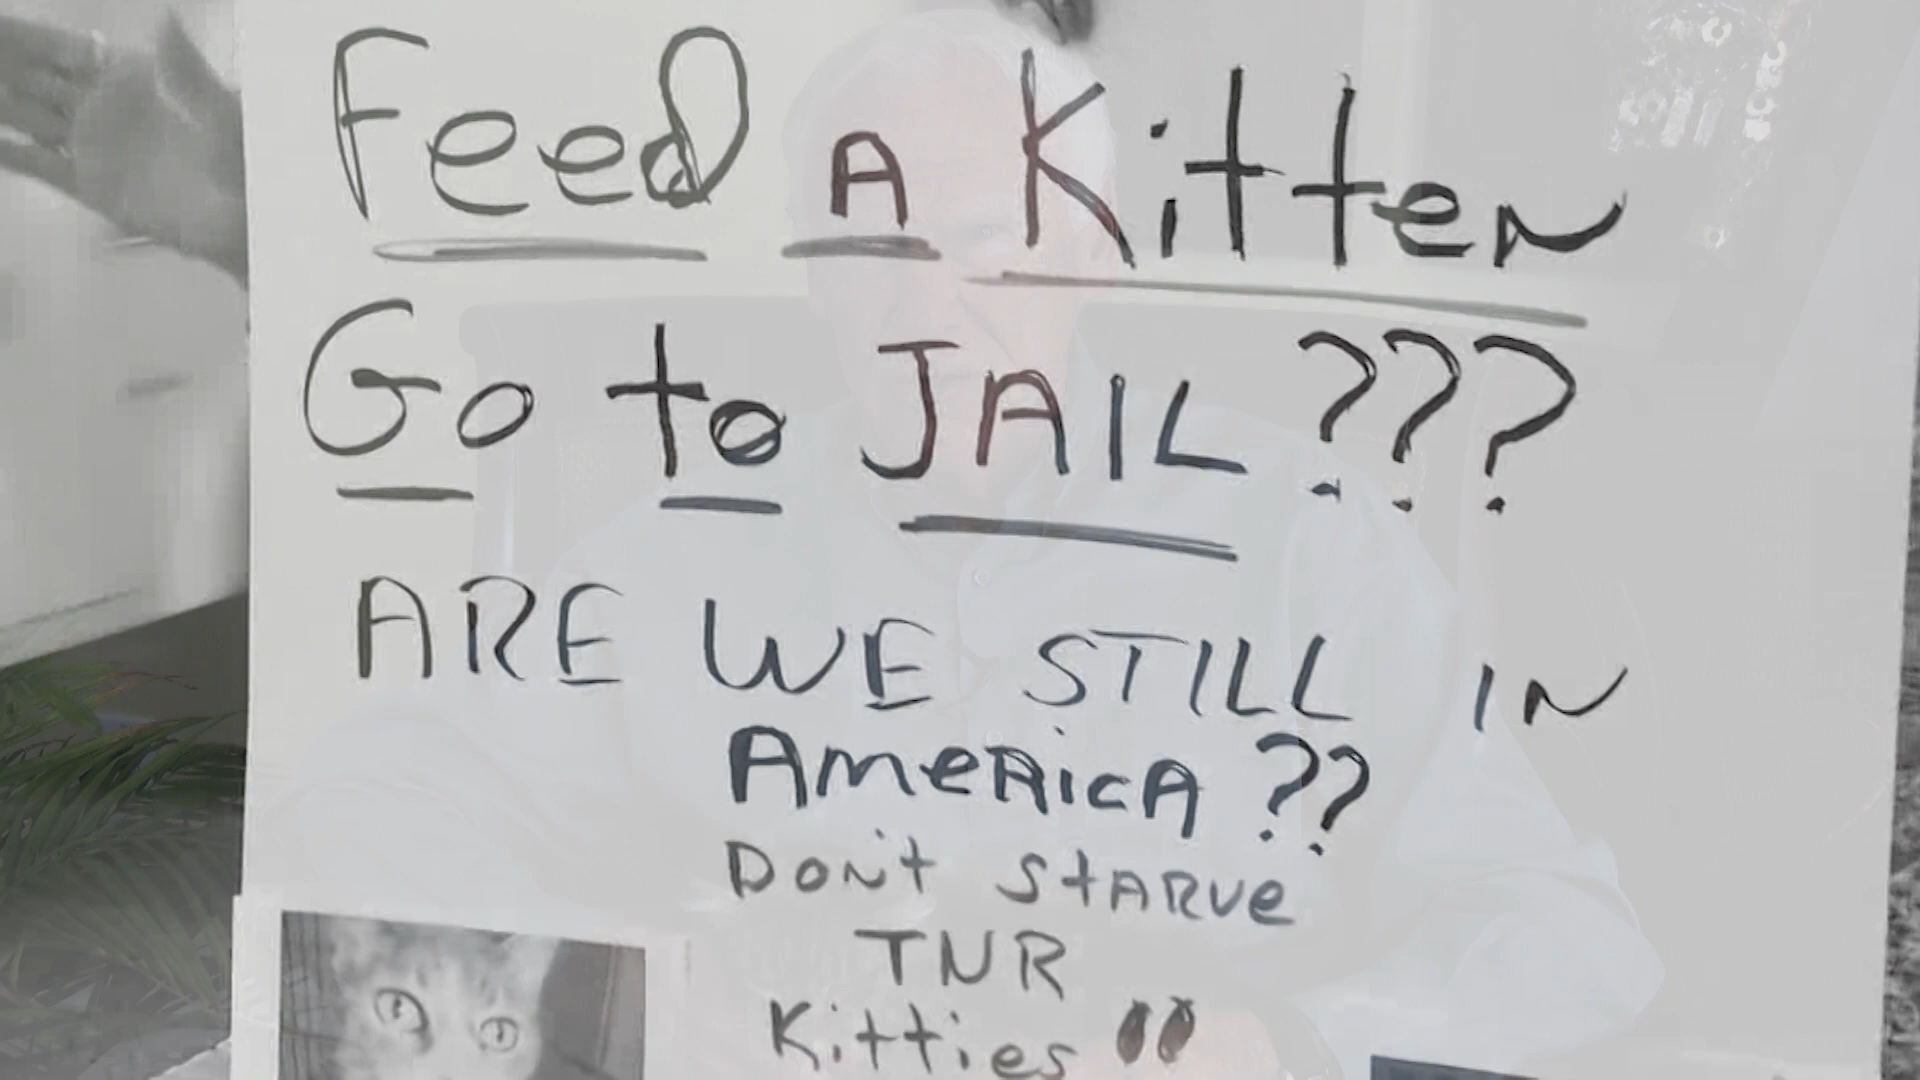 Feed A Kitten
Go to JAIL ???
ARE WE STILL IN
AmeRicA ??
Don't StARve
TNR
Kitties